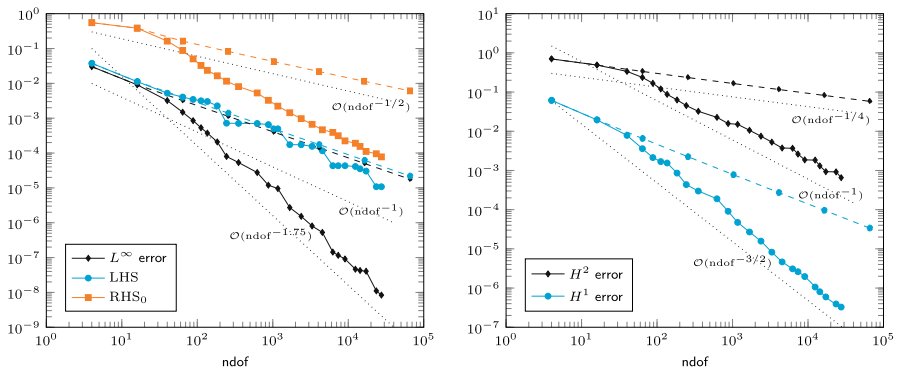 10^0
10^−1
10^−2
10^−3
10^−4
10^−5
10^−6
10^−7
10^−8
10^−9
10^0 10^1 10^2 10^3 10^4 10^5
ndof
O(ndof^−1/2)
O(ndof^−1)
O(ndof^−1.75)
L^∞ error
LHS
RHS_0
10^1
10^0
10^−1
10^−2
10^−3
10^−4
10^−5
10^−6
10^−7
10^0 10^1 10^2 10^3 10^4 10^5
ndof
O(ndof^−1/4)
O(ndof^−1)
O(ndof^−3/2)
H^2 error
H^1 error